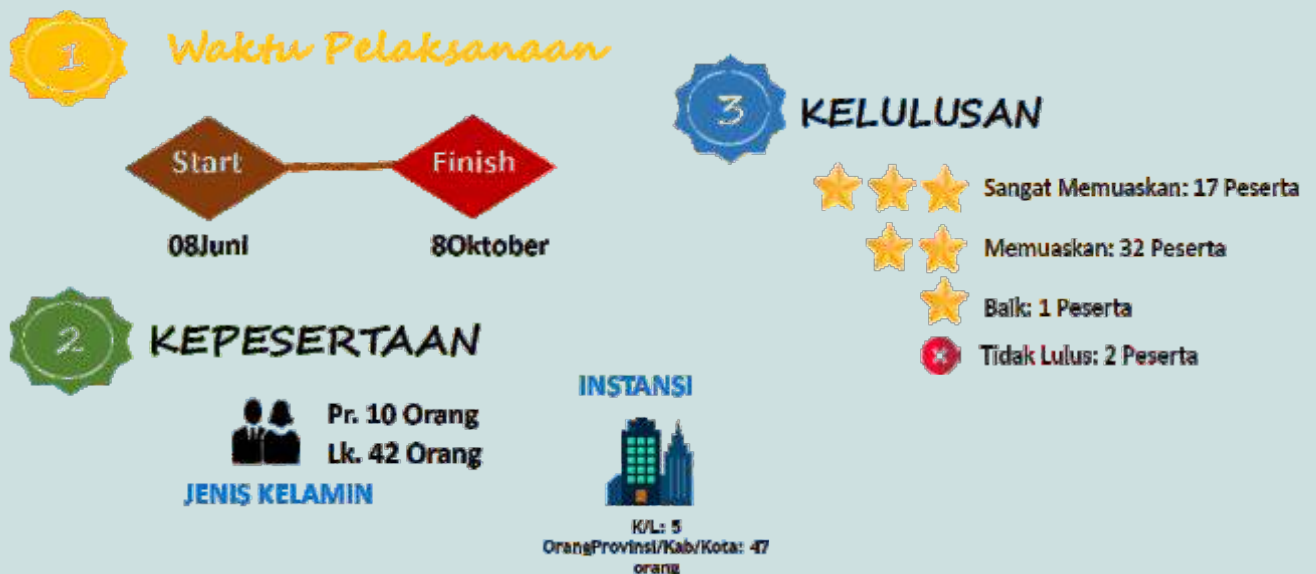 1
Waktu Pelaksanaan
Start
Finish
08Juni
8Oktober
2
KEPESERTAAN
Pr. 10 Orang
Lk. 42 Orang
JENIS KELAMIN
INSTANSI
K/L: 5
OrangProvinsi/Kab/Kota: 47
orang
3
KELULUSAN
Sangat Memuaskan: 17 Peserta
Memuaskan: 32 Peserta
Baik: 1 Peserta
Tidak Lulus: 2 Peserta